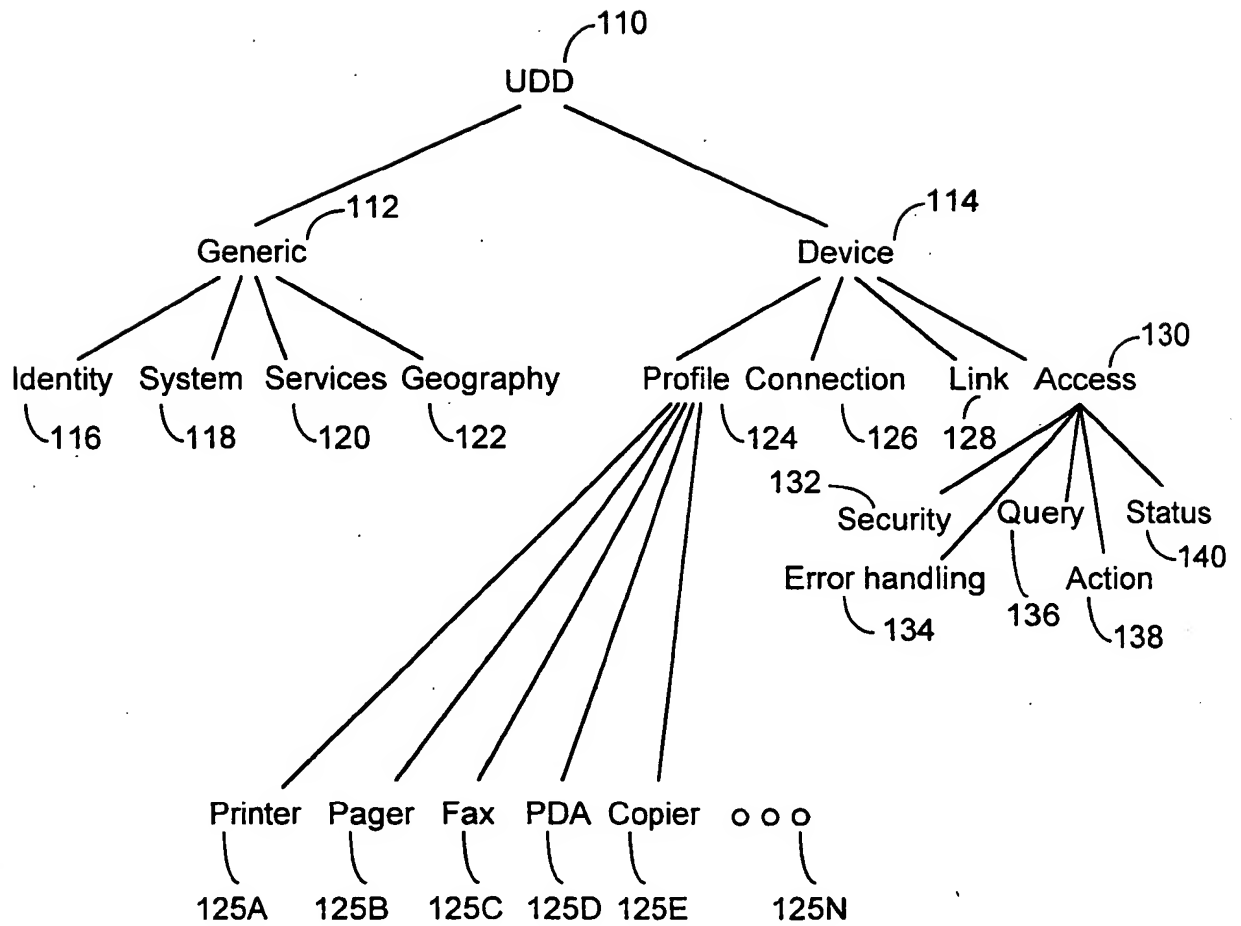 110
UDD
112
114
Generic
Device
130
Identity System Services Geography
Profile Connection Link Access
116 118 120 122
124 126 128
132
Security Query Status
140
Error handling Action
134 136 138
Printer Pager Fax PDA Copier ○ ○ ○
125A 125B 125C 125D 125E 125N